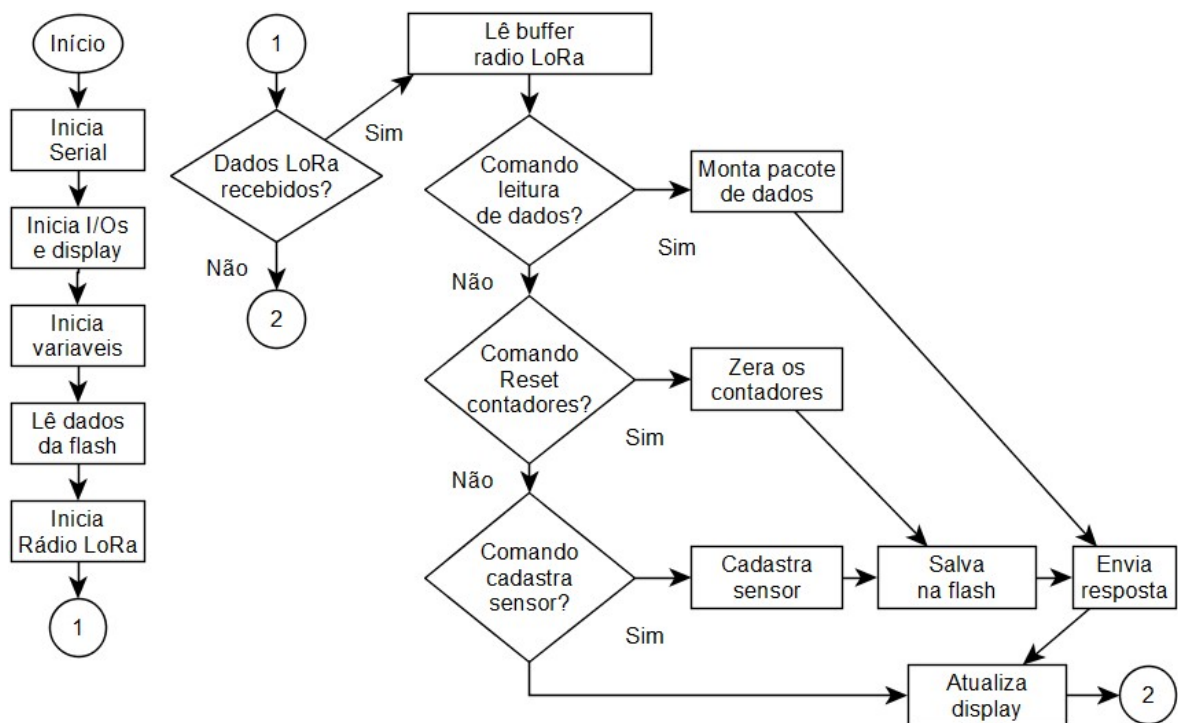 Início
Inicia
Serial
Inicia I/Os
e display
Inicia
variaveis
Lê dados
da flash
Inicia
Rádio LoRa
1
1
Dados LoRa
recebidos?
Sim
Não
2
Lê buffer
radio LoRa
Comando
leitura
de dados?
Sim
Monta pacote
de dados
Não
Comando
Reset
contadores?
Sim
Zera os
contadores
Não
Comando
cadastra
sensor?
Sim
Cadastra
sensor
Salva
na flash
Envia
resposta
Atualiza
display
2